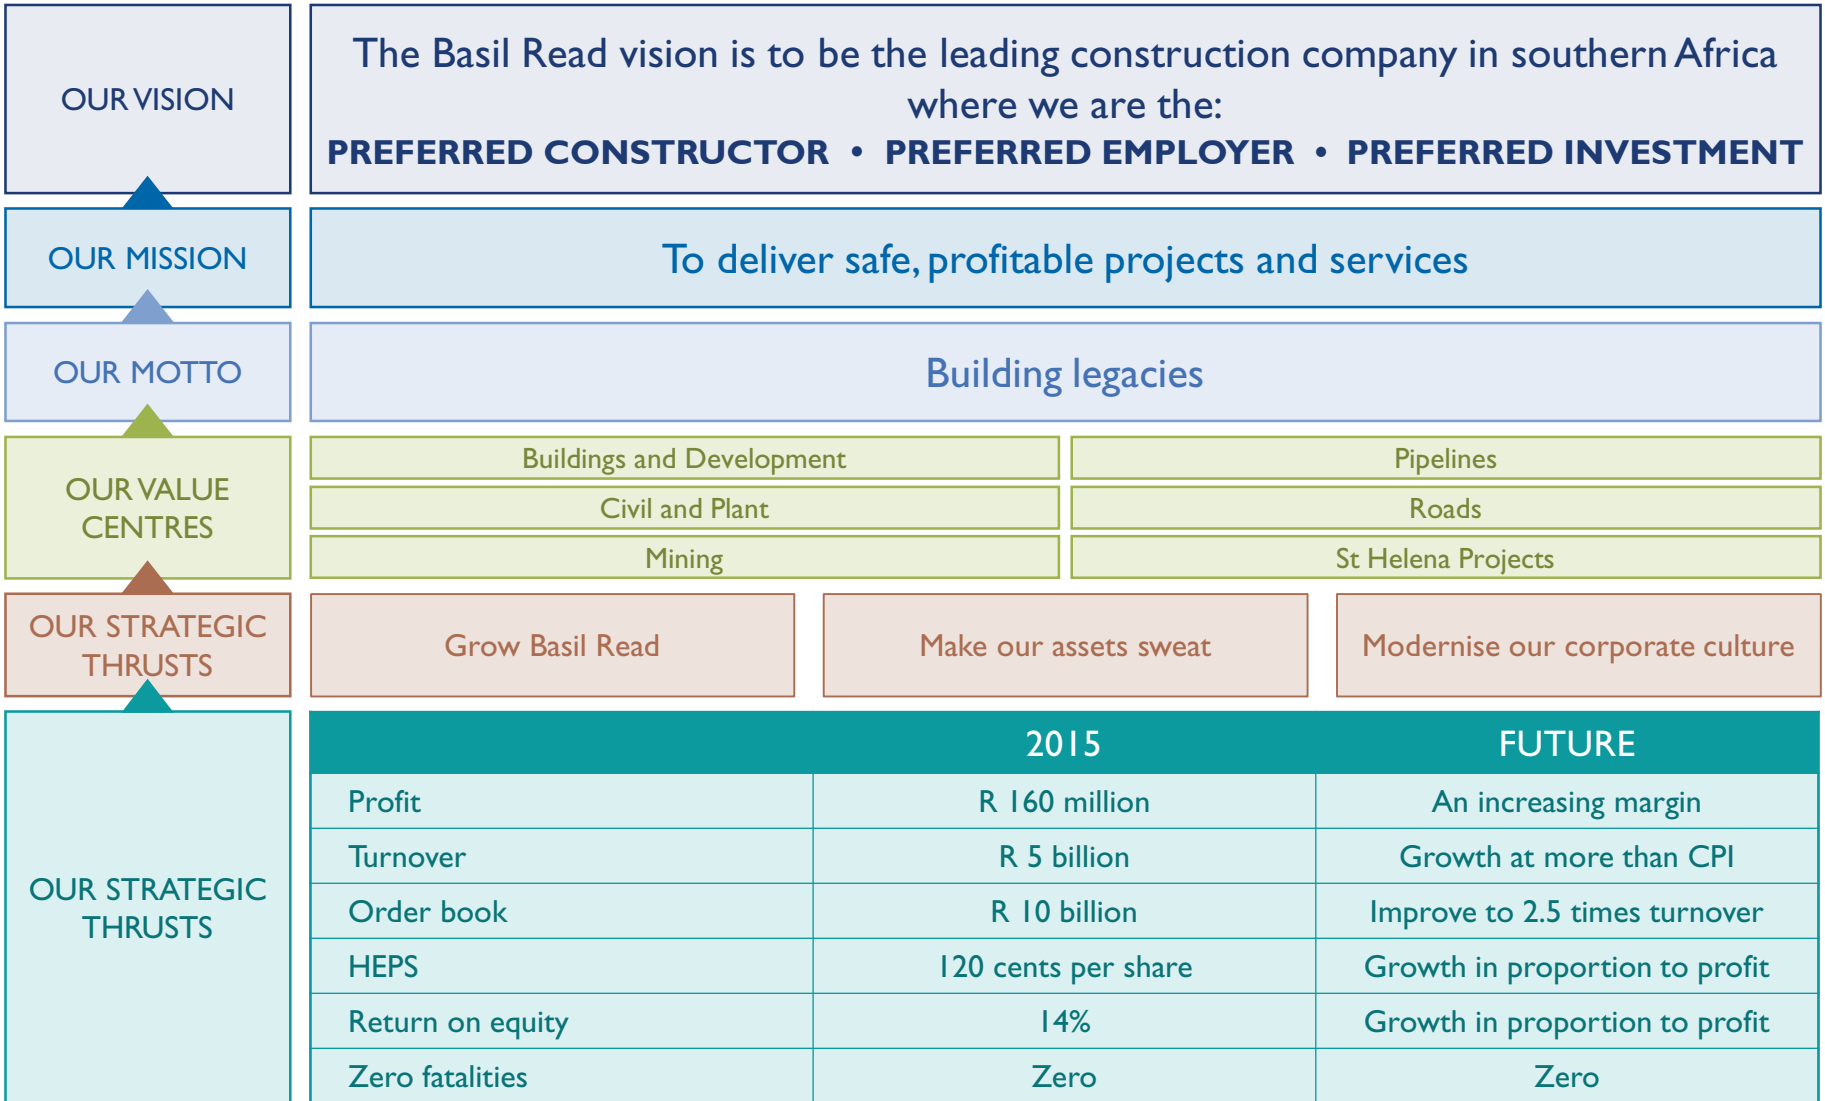 OUR VISION
The Basil Read vision is to be the leading construction company in southern Africa
where we are the:
PREFERRED CONSTRUCTOR • PREFERRED EMPLOYER • PREFERRED INVESTMENT
OUR MISSION
To deliver safe, profitable projects and services
OUR MOTTO
Building legacies
OUR VALUE
CENTRES
Buildings and Development
Pipelines
Civil and Plant
Roads
Mining
St Helena Projects
OUR STRATEGIC
THRUSTS
Grow Basil Read
Make our assets sweat
Modernise our corporate culture
OUR STRATEGIC
THRUSTS
2015 FUTURE
Profit R 160 million An increasing margin
Turnover R 5 billion Growth at more than CPI
Order book R 10 billion Improve to 2.5 times turnover
HEPS 120 cents per share Growth in proportion to profit
Return on equity 14% Growth in proportion to profit
Zero fatalities Zero Zero